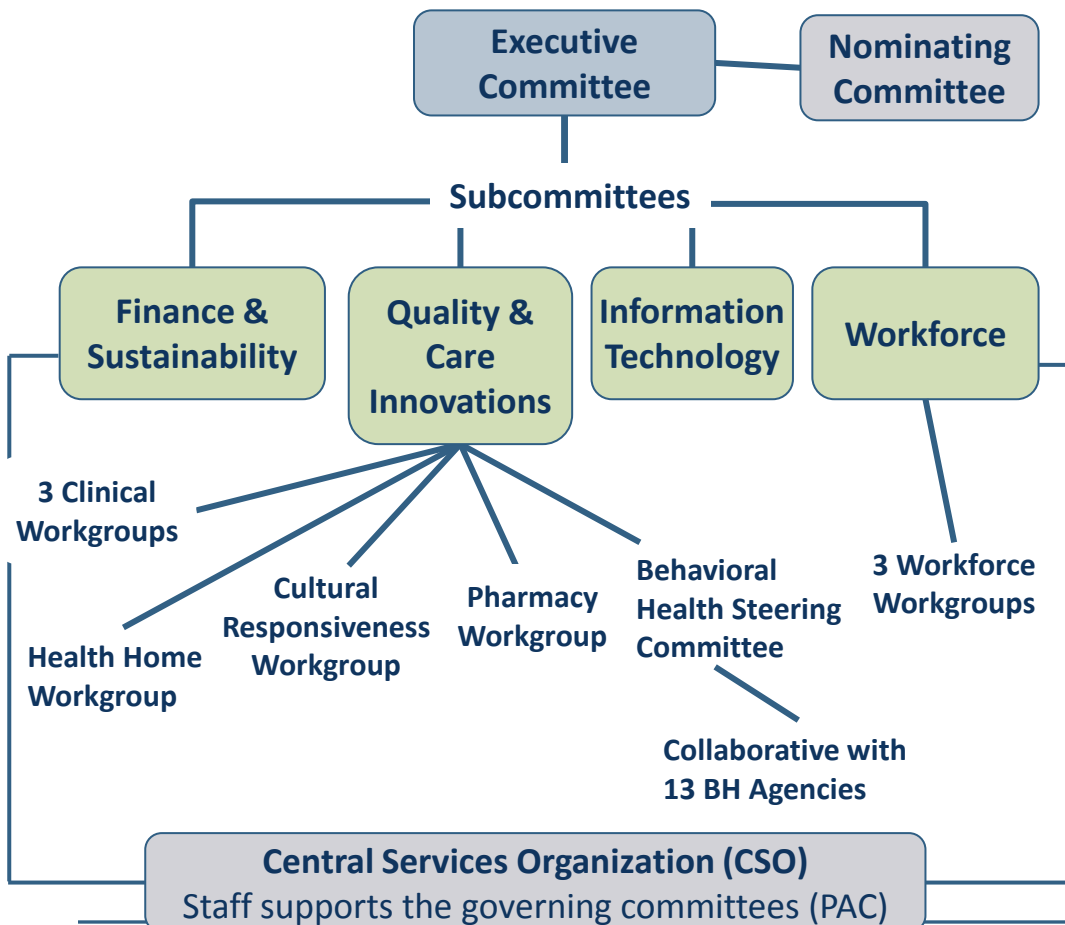 Executive
Committee
Nominating
Committee
Subcommittees
Finance &
Sustainability
Quality &
Care
Innovations
Information
Technology
Workforce
3 Clinical
Workgroups
Health Home
Workgroup
Cultural
Responsiveness
Workgroup
Pharmacy
Workgroup
Behavioral
Health Steering
Committee
3 Workforce
Workgroups
Collaborative with
13 BH Agencies
Central Services Organization (CSO)
Staff supports the governing committees (PAC)